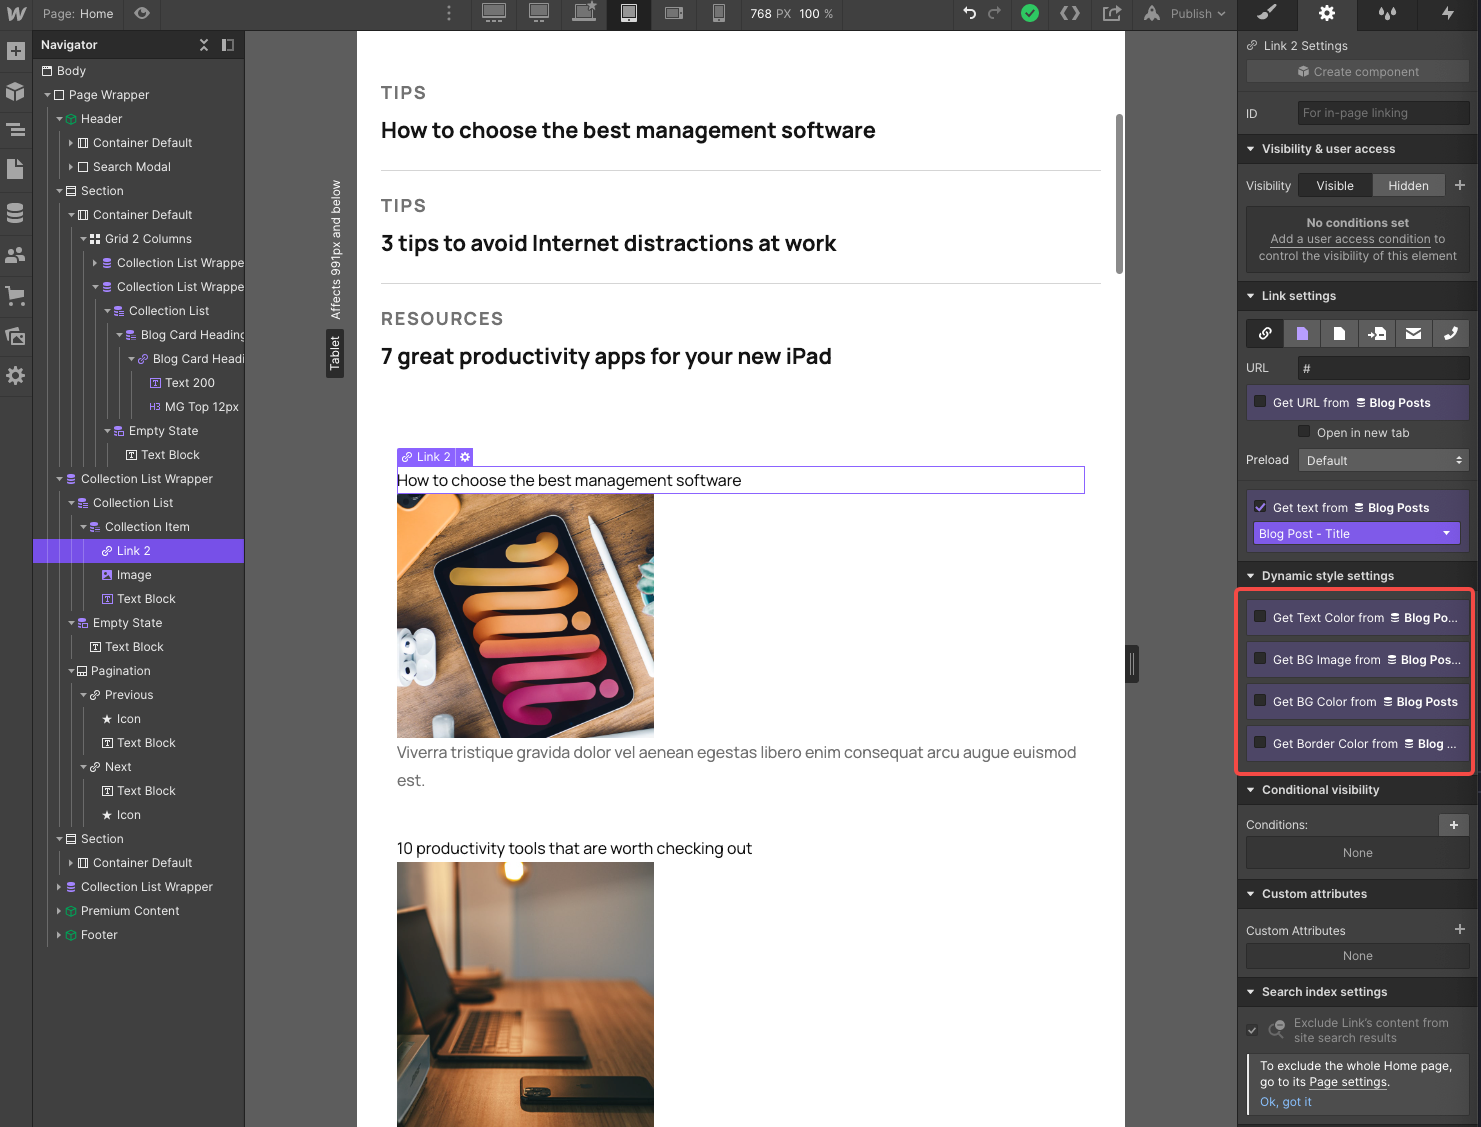 Page: Home
768 PX 100 %
Publish
Navigator
Body
Page Wrapper
Header
Container Default
Search Modal
Section
Container Default
Grid 2 Columns
Collection List Wrappe
Collection List Wrappe
Collection List
Blog Card Heading
Blog Card Headi
Text 200
H3 MG Top 12px
Empty State
Text Block
Collection List Wrapper
Collection List
Collection Item
Link 2
Image
Text Block
Empty State
Text Block
Pagination
Previous
Icon
Text Block
Next
Text Block
Icon
Section
Container Default
Collection List Wrapper
Premium Content
Footer
Affects 991px and below
Tablet
TIPS
How to choose the best management software
TIPS
3 tips to avoid Internet distractions at work
RESOURCES
7 great productivity apps for your new iPad
Link 2
How to choose the best management software
Viverra tristique gravida dolor vel aenean egestas libero enim consequat arcu augue euismod
est.
10 productivity tools that are worth checking out
Link 2 Settings
Create component
ID For in-page linking
Visibility & user access
Visibility Visible Hidden
No conditions set
Add a user access condition to
control the visibility of this element
Link settings
URL #
Get URL from Blog Posts
Open in new tab
Preload Default
Get text from Blog Posts
Blog Post - Title
Dynamic style settings
Get Text Color from Blog Po...
Get BG Image from Blog Pos...
Get BG Color from Blog Posts
Get Border Color from Blog ...
Conditional visibility
Conditions:
None
Custom attributes
Custom Attributes
None
Search index settings
Exclude Link's content from
site search results
To exclude the whole Home page,
go to its Page settings.
Ok, got it